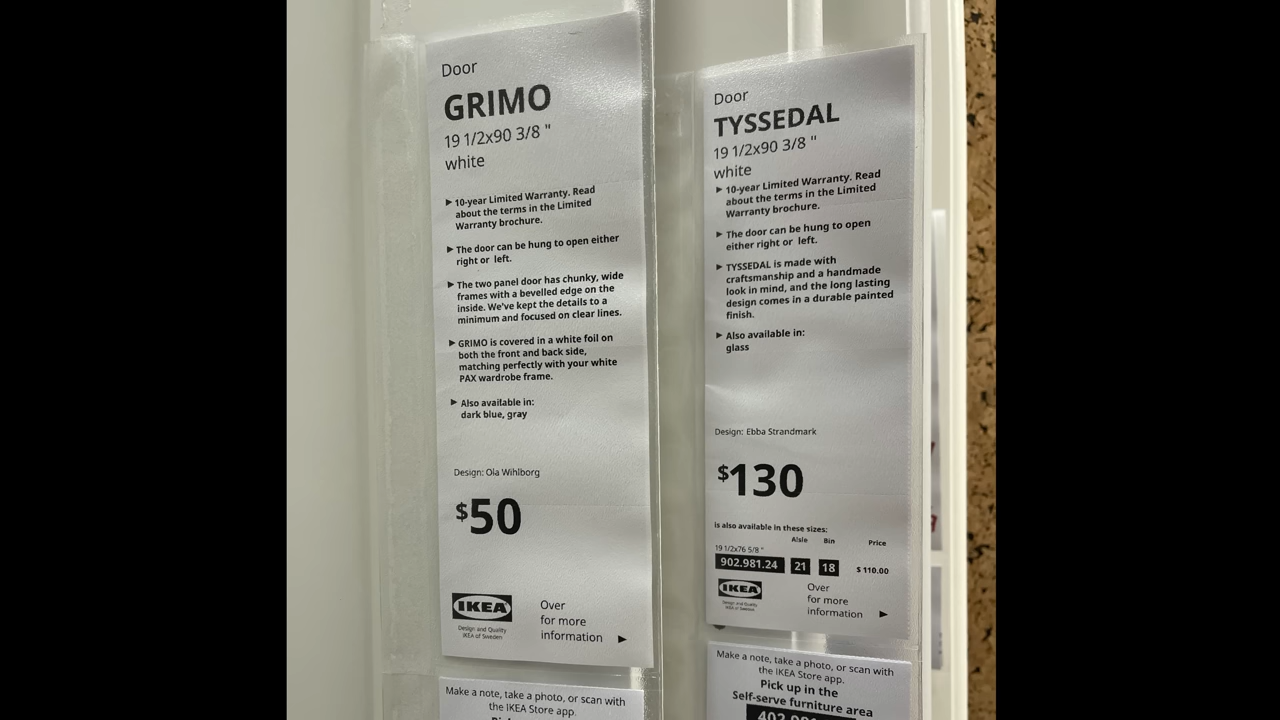 Door
GRIMO
19 1/2x90 3/8 "
white
► 10-year Limited Warranty. Read
about the terms in the Limited
Warranty brochure.
► The door can be hung to open either
right or left.
► The two panel door has chunky, wide
frames with a bevelled edge on the
inside. We've kept the details to a
minimum and focused on clear lines.
► GRIMO is covered in a white foil on
both the front and back side,
matching perfectly with your white
PAX wardrobe frame.
► Also available in:
dark blue, gray
Design: Ola Wihlborg
$50
IKEA
Design and Quality
IKEA of Sweden
Over
for more
information ►
Make a note, take a photo, or scan with
the IKEA Store app.
Door
TYSSEDAL
19 1/2x90 3/8 "
white
► 10-year Limited Warranty. Read
about the terms in the Limited
Warranty brochure.
► The door can be hung to open
either right or left.
► TYSSEDAL is made with
craftsmanship and a handmade
look in mind, and the long lasting
design comes in a durable painted
finish.
► Also available in:
glass
Design: Ebba Strandmark
$130
is also available in these sizes:
Aisle Bin Price
19 1/2x76 5/8 "
902.981.24 21 18 $ 110.00
IKEA
Design and Quality
IKEA of Sweden
Over
for more
information ►
Make a note, take a photo, or scan with
the IKEA Store app.
Pick up in the
Self-serve furniture area